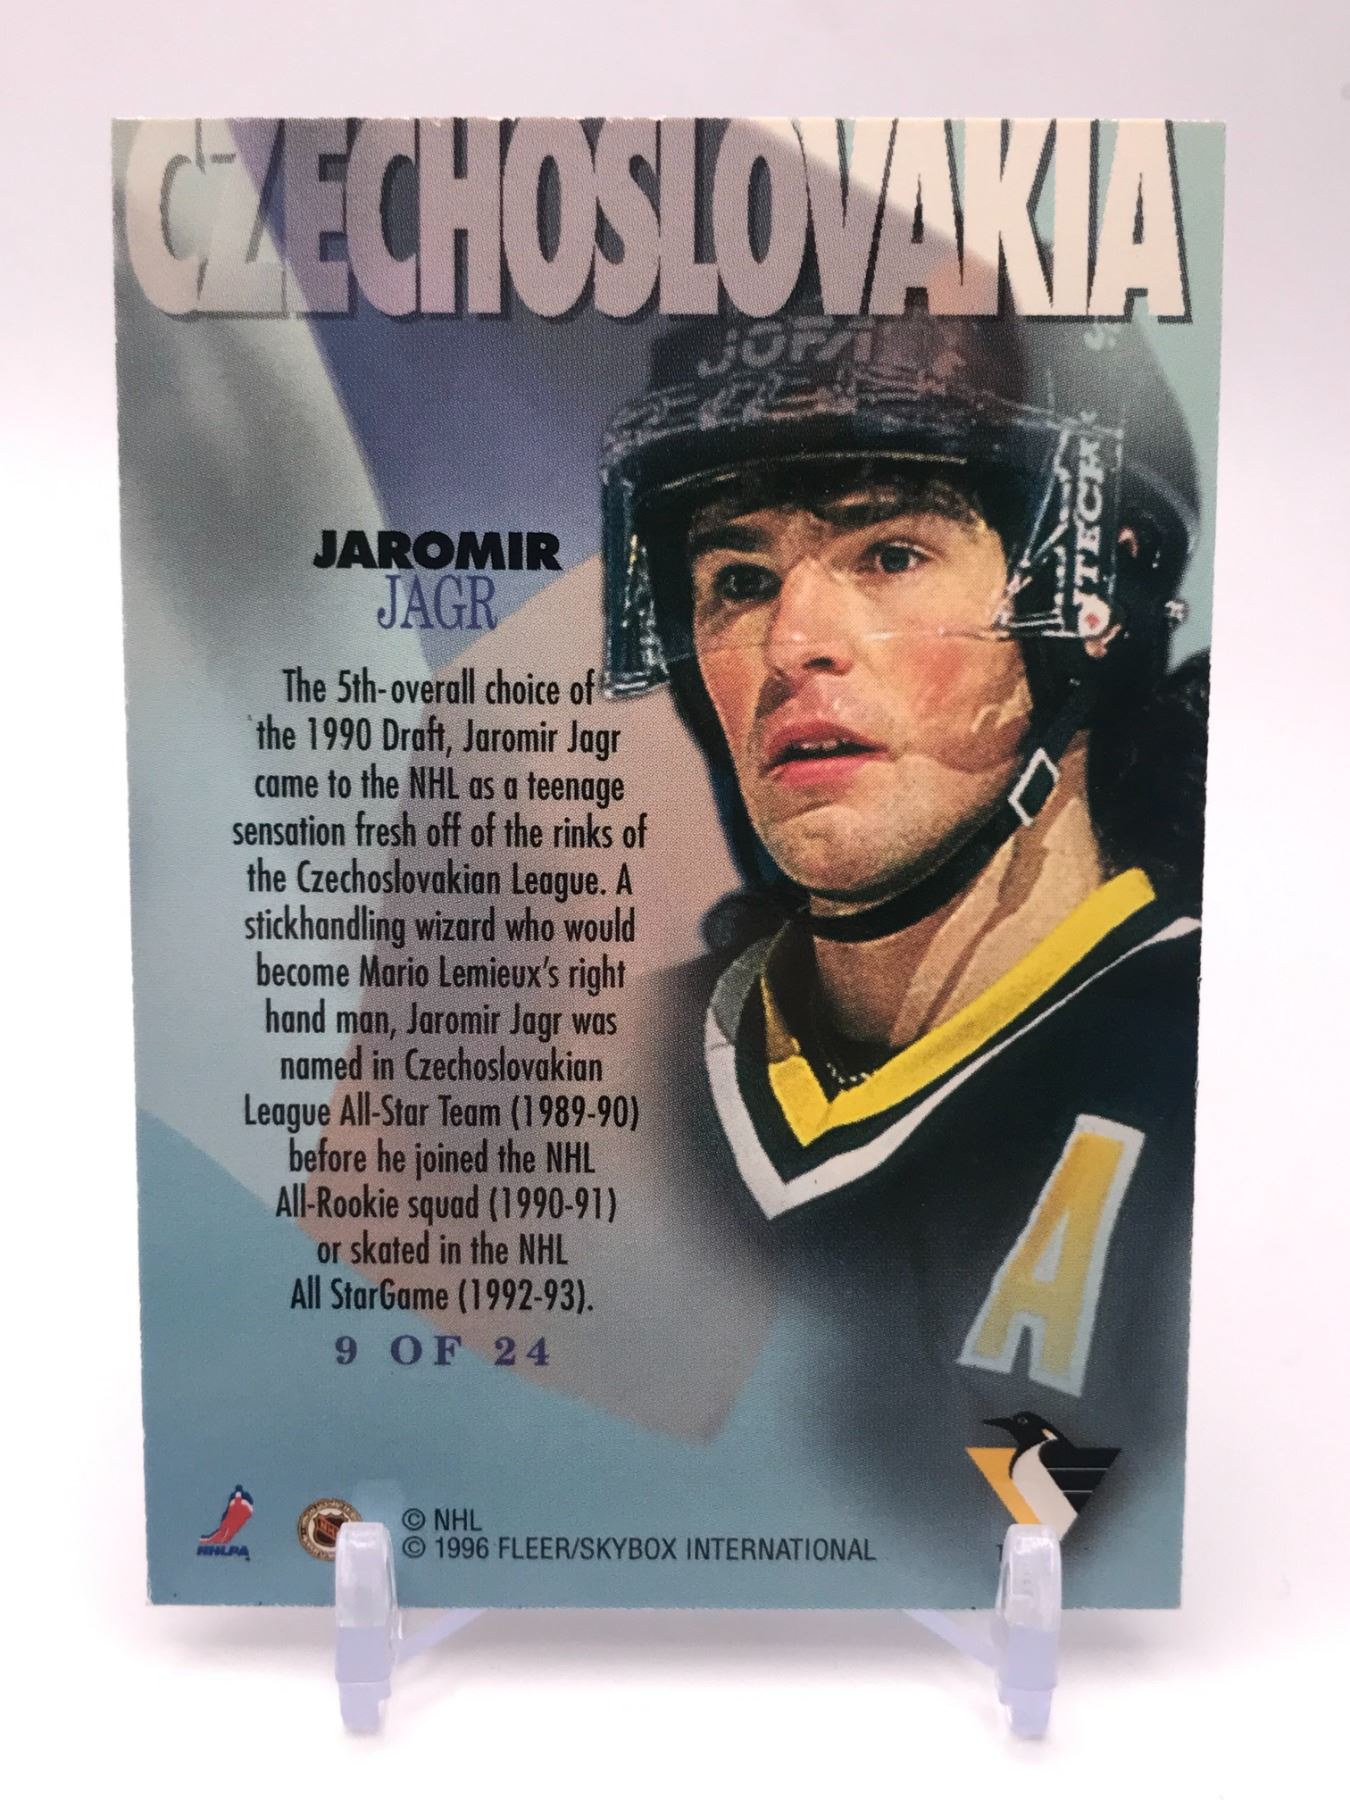 CZECHOSLOVAKIA
JOFA
ITECH
JAROMIR
JAGR
The 5th-overall choice of
the 1990 Draft, Jaromir Jagr
came to the NHL as a teenage
sensation fresh off of the rinks of
the Czechoslovakian League. A
stickhandling wizard who would
become Mario Lemieux's right
hand man, Jaromir Jagr was
named in Czechoslovakian
League All-Star Team (1989-90)
before he joined the NHL
All-Rookie squad (1990-91)
or skated in the NHL
All StarGame (1992-93).
9 OF 24
A
NHLPA
NHL
© NHL
© 1996 FLEER/SKYBOX INTERNATIONAL